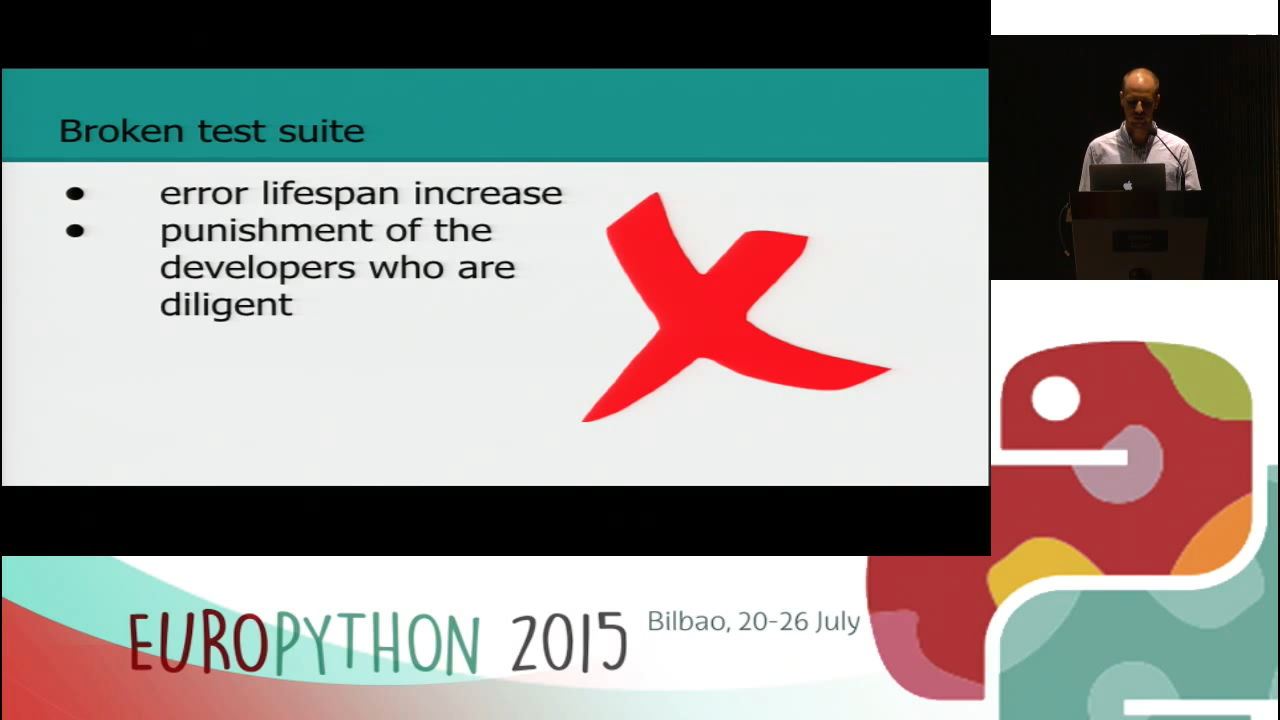 Broken test suite
● error lifespan increase
● punishment of the
developers who are
diligent
EUROPYTHON 2015
Bilbao, 20-26 July